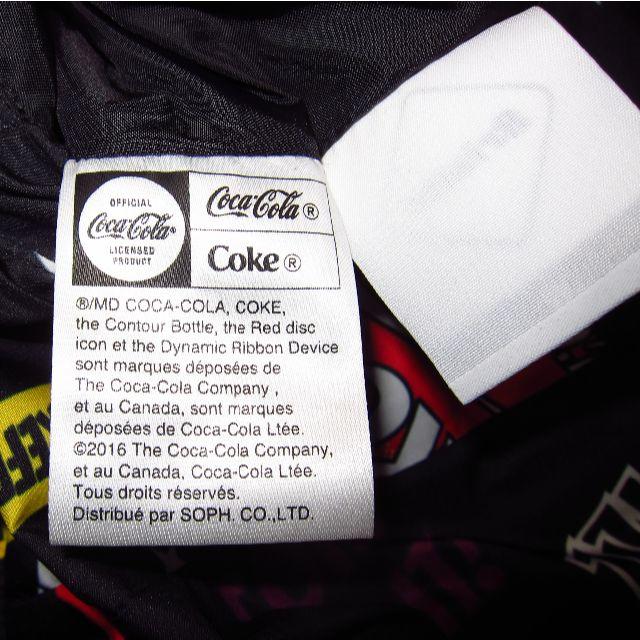 OFFICIAL
Coca-Cola®
LICENSED
PRODUCT
Coca-Cola®
Coke®
®/MD COCA-COLA, COKE,
the Contour Bottle, the Red disc
icon et the Dynamic Ribbon Device
sont marques déposées de
The Coca-Cola Company ,
et au Canada, sont marques
déposées de Coca-Cola Ltée.
©2016 The Coca-Cola Company,
et au Canada, Coca-Cola Ltée.
Tous droits réservés.
Distribué par SOPH. CO.,LTD.